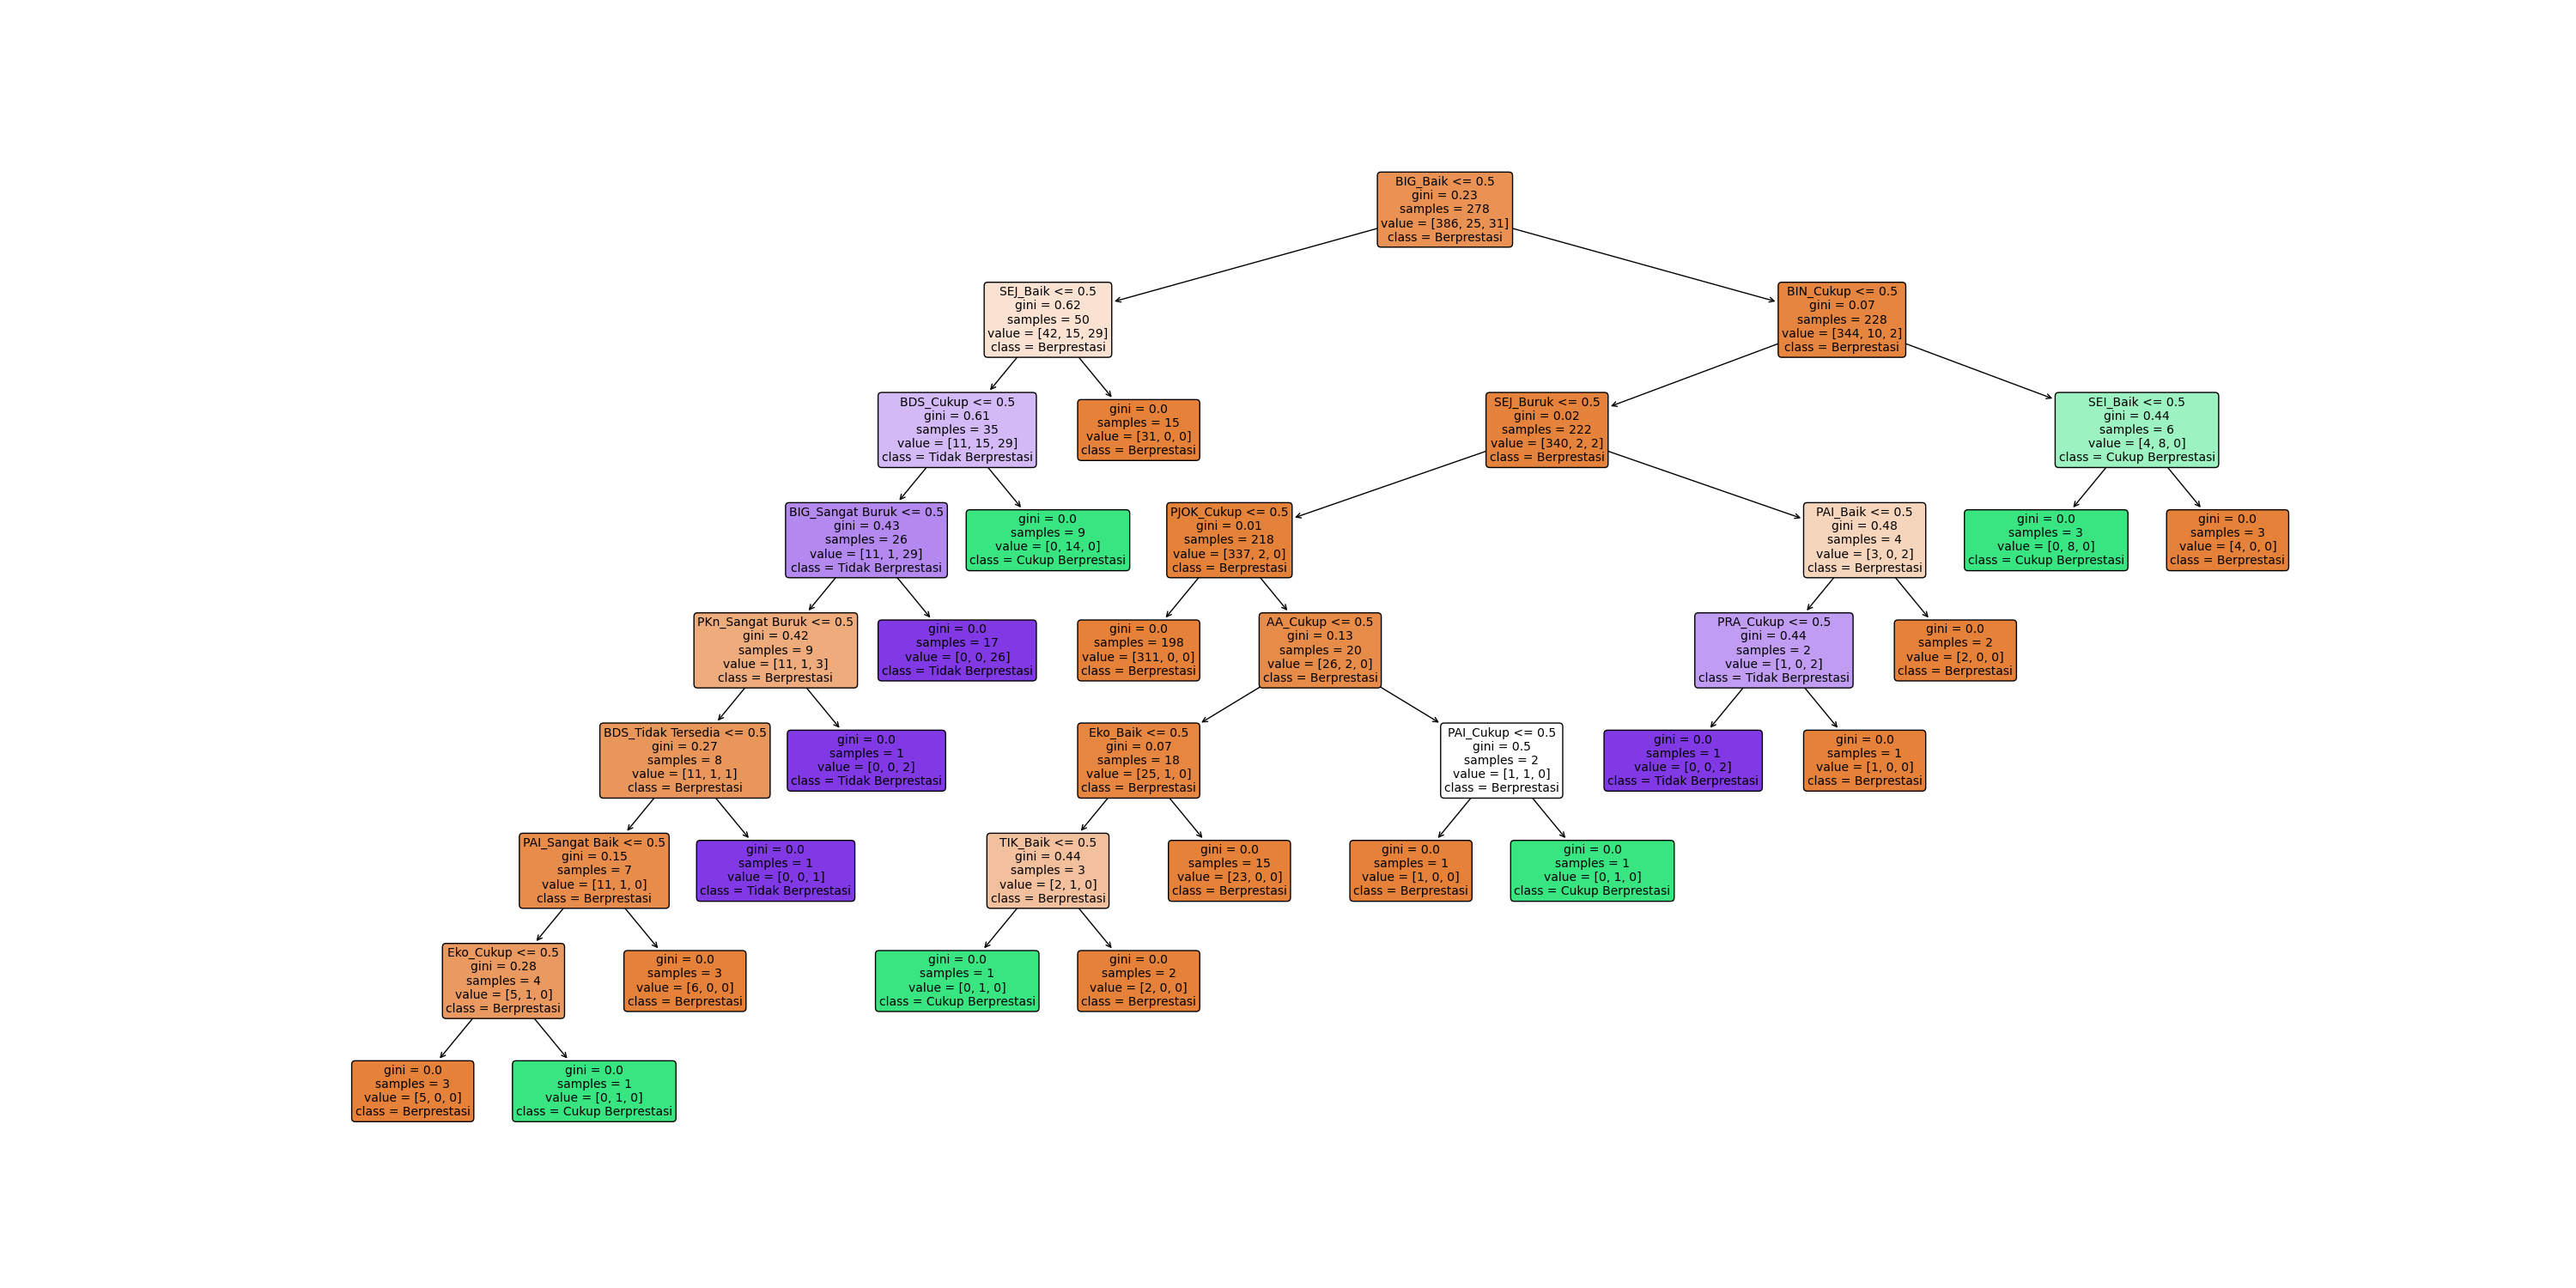 BIG_Baik <= 0.5
gini = 0.23
samples = 278
value = [386, 25, 31]
class = Berprestasi
SEJ_Baik <= 0.5
gini = 0.62
samples = 50
value = [42, 15, 29]
class = Berprestasi
BIN_Cukup <= 0.5
gini = 0.07
samples = 228
value = [344, 10, 2]
class = Berprestasi
BDS_Cukup <= 0.5
gini = 0.61
samples = 35
value = [11, 15, 29]
class = Tidak Berprestasi
gini = 0.0
samples = 15
value = [31, 0, 0]
class = Berprestasi
SEJ_Buruk <= 0.5
gini = 0.02
samples = 222
value = [340, 2, 2]
class = Berprestasi
SEI_Baik <= 0.5
gini = 0.44
samples = 6
value = [4, 8, 0]
class = Cukup Berprestasi
BIG_Sangat Buruk <= 0.5
gini = 0.43
samples = 26
value = [11, 1, 29]
class = Tidak Berprestasi
gini = 0.0
samples = 9
value = [0, 14, 0]
class = Cukup Berprestasi
PJOK_Cukup <= 0.5
gini = 0.01
samples = 218
value = [337, 2, 0]
class = Berprestasi
PAI_Baik <= 0.5
gini = 0.48
samples = 4
value = [3, 0, 2]
class = Berprestasi
gini = 0.0
samples = 3
value = [0, 8, 0]
class = Cukup Berprestasi
gini = 0.0
samples = 3
value = [4, 0, 0]
class = Berprestasi
PKn_Sangat Buruk <= 0.5
gini = 0.42
samples = 9
value = [11, 1, 3]
class = Berprestasi
gini = 0.0
samples = 17
value = [0, 0, 26]
class = Tidak Berprestasi
gini = 0.0
samples = 198
value = [311, 0, 0]
class = Berprestasi
AA_Cukup <= 0.5
gini = 0.13
samples = 20
value = [26, 2, 0]
class = Berprestasi
PRA_Cukup <= 0.5
gini = 0.44
samples = 2
value = [1, 0, 2]
class = Tidak Berprestasi
gini = 0.0
samples = 2
value = [2, 0, 0]
class = Berprestasi
BDS_Tidak Tersedia <= 0.5
gini = 0.27
samples = 8
value = [11, 1, 1]
class = Berprestasi
gini = 0.0
samples = 1
value = [0, 0, 2]
class = Tidak Berprestasi
Eko_Baik <= 0.5
gini = 0.07
samples = 18
value = [25, 1, 0]
class = Berprestasi
PAI_Cukup <= 0.5
gini = 0.5
samples = 2
value = [1, 1, 0]
class = Berprestasi
gini = 0.0
samples = 1
value = [0, 0, 2]
class = Tidak Berprestasi
gini = 0.0
samples = 1
value = [1, 0, 0]
class = Berprestasi
PAI_Sangat Baik <= 0.5
gini = 0.15
samples = 7
value = [11, 1, 0]
class = Berprestasi
gini = 0.0
samples = 1
value = [0, 0, 1]
class = Tidak Berprestasi
TIK_Baik <= 0.5
gini = 0.44
samples = 3
value = [2, 1, 0]
class = Berprestasi
gini = 0.0
samples = 15
value = [23, 0, 0]
class = Berprestasi
gini = 0.0
samples = 1
value = [1, 0, 0]
class = Berprestasi
gini = 0.0
samples = 1
value = [0, 1, 0]
class = Cukup Berprestasi
Eko_Cukup <= 0.5
gini = 0.28
samples = 4
value = [5, 1, 0]
class = Berprestasi
gini = 0.0
samples = 3
value = [6, 0, 0]
class = Berprestasi
gini = 0.0
samples = 1
value = [0, 1, 0]
class = Cukup Berprestasi
gini = 0.0
samples = 2
value = [2, 0, 0]
class = Berprestasi
gini = 0.0
samples = 3
value = [5, 0, 0]
class = Berprestasi
gini = 0.0
samples = 1
value = [0, 1, 0]
class = Cukup Berprestasi